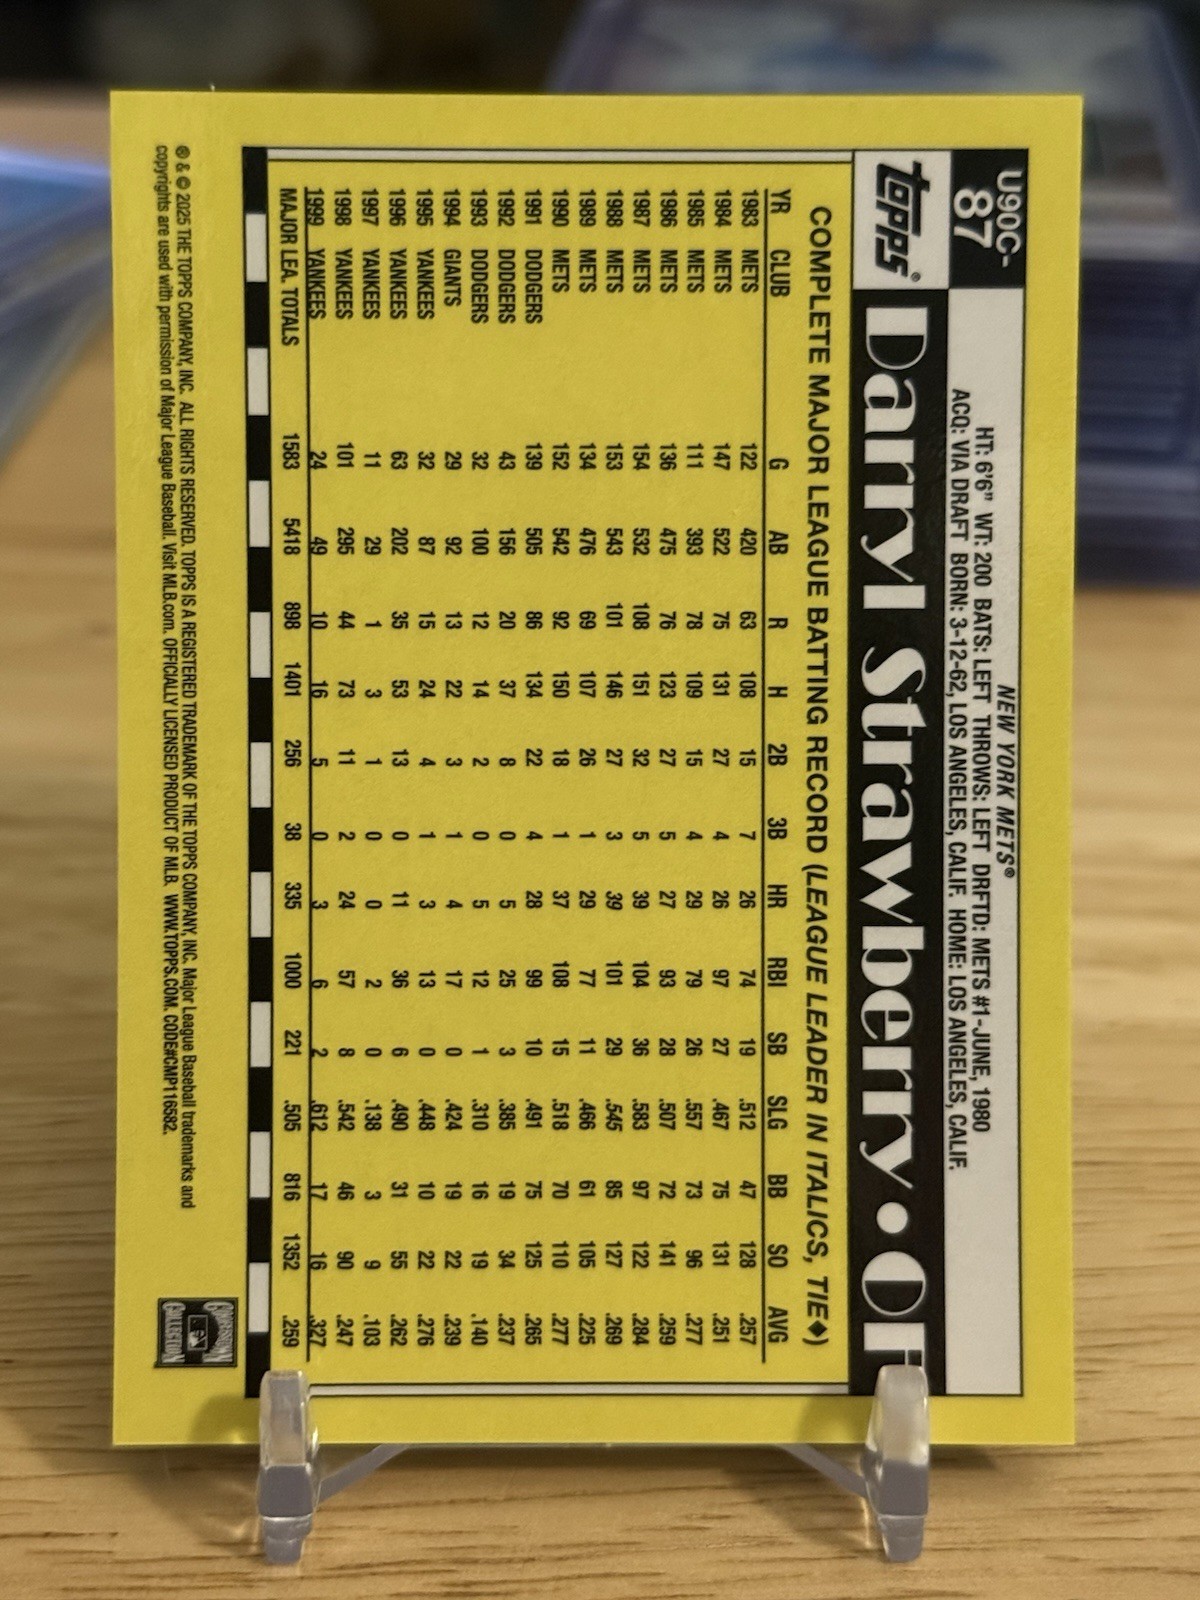 U90C-
87
NEW YORK METS®
HT: 6'6" WT: 200 BATS: LEFT THROWS: LEFT DRFTD: METS #1-JUNE, 1980
ACQ: VIA DRAFT BORN: 3-12-62, LOS ANGELES, CALIF. HOME: LOS ANGELES, CALIF.
topps® Darryl Strawberry • OF
COMPLETE MAJOR LEAGUE BATTING RECORD (LEAGUE LEADER IN ITALICS, TIE♦)
YR CLUB G AB R H 2B 3B HR RBI SB SLG BB SO AVG
1983 METS 122 420 63 108 15 7 26 74 19 .512 47 128 .257
1984 METS 147 522 75 131 27 4 26 97 27 .467 75 131 .251
1985 METS 111 393 78 109 15 4 29 79 26 .557 73 96 .277
1986 METS 136 475 76 123 27 5 27 93 28 .507 72 141 .259
1987 METS 154 532 108 151 32 5 39 104 36 .583 97 122 .284
1988 METS 153 543 101 146 27 3 39 101 29 .545 85 127 .269
1989 METS 134 476 69 107 26 1 29 77 11 .466 61 105 .225
1990 METS 152 542 92 150 18 1 37 108 15 .518 70 110 .277
1991 DODGERS 139 505 86 134 22 4 28 99 10 .491 75 125 .265
1992 DODGERS 43 156 20 37 8 0 5 25 3 .385 19 34 .237
1993 DODGERS 32 100 12 14 2 0 5 12 1 .310 16 19 .140
1994 GIANTS 29 92 13 22 3 1 4 17 0 .424 19 22 .239
1995 YANKEES 32 87 15 24 4 1 3 13 0 .448 10 22 .276
1996 YANKEES 63 202 35 53 13 0 11 36 6 .490 31 55 .262
1997 YANKEES 11 29 1 3 1 0 0 2 0 .138 3 9 .103
1998 YANKEES 101 295 44 73 11 2 24 57 8 .542 46 90 .247
1999 YANKEES 24 49 10 16 5 0 3 6 2 .612 17 16 .327
MAJOR LEA. TOTALS 1583 5418 898 1401 256 38 335 1000 221 .505 816 1352 .259
® & © 2025 THE TOPPS COMPANY, INC. ALL RIGHTS RESERVED. TOPPS IS A REGISTERED TRADEMARK OF THE TOPPS COMPANY, INC. Major League Baseball trademarks and
copyrights are used with permission of Major League Baseball. Visit MLB.com. OFFICIALLY LICENSED PRODUCT OF MLB. WWW.TOPPS.COM. CODE#CMP116582.
COOPERSTOWN
COLLECTION